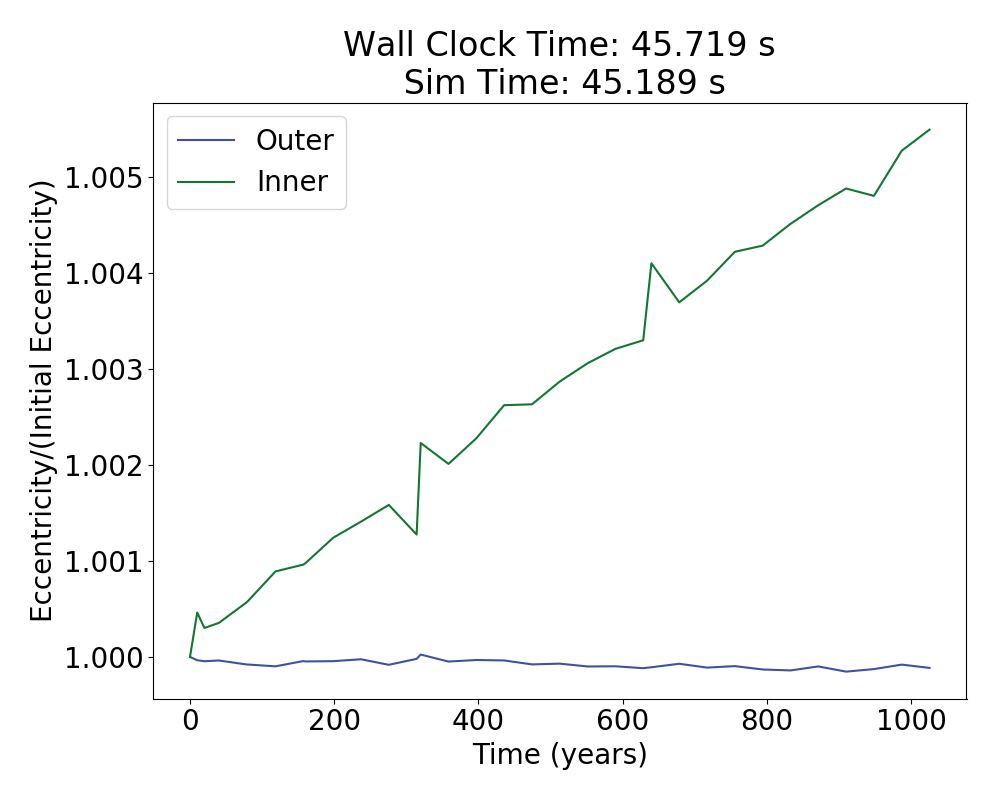 Wall Clock Time: 45.719 s
Sim Time: 45.189 s
Outer
Inner
Eccentricity/(Initial Eccentricity)
1.005
1.004
1.003
1.002
1.001
1.000
0 200 400 600 800 1000
Time (years)